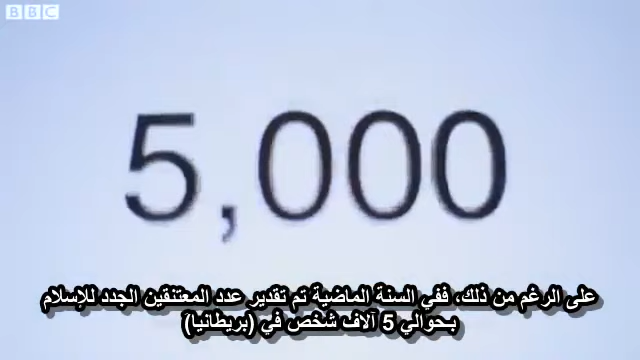 BBC
5,000
على الرغم من ذلك، ففي السنة الماضية تم تقدير عدد المعتنقين الجدد للإسلام
بـحوالي 5 آلاف شخص في (بريطانيا)